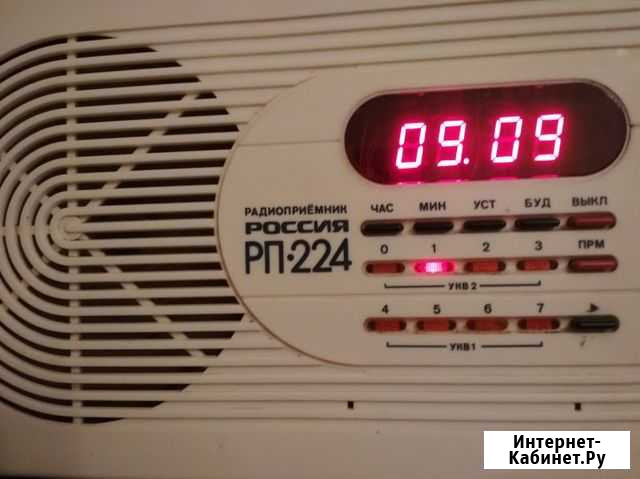 09.09
РАДИОПРИЁМНИК
РОССИЯ
РП·224
ЧАС МИН УСТ БУД ВЫКЛ
0 1 2 3 ПРМ
УКВ 2
4 5 6 7
УКВ 1
Интернет-
Кабинет.Ру